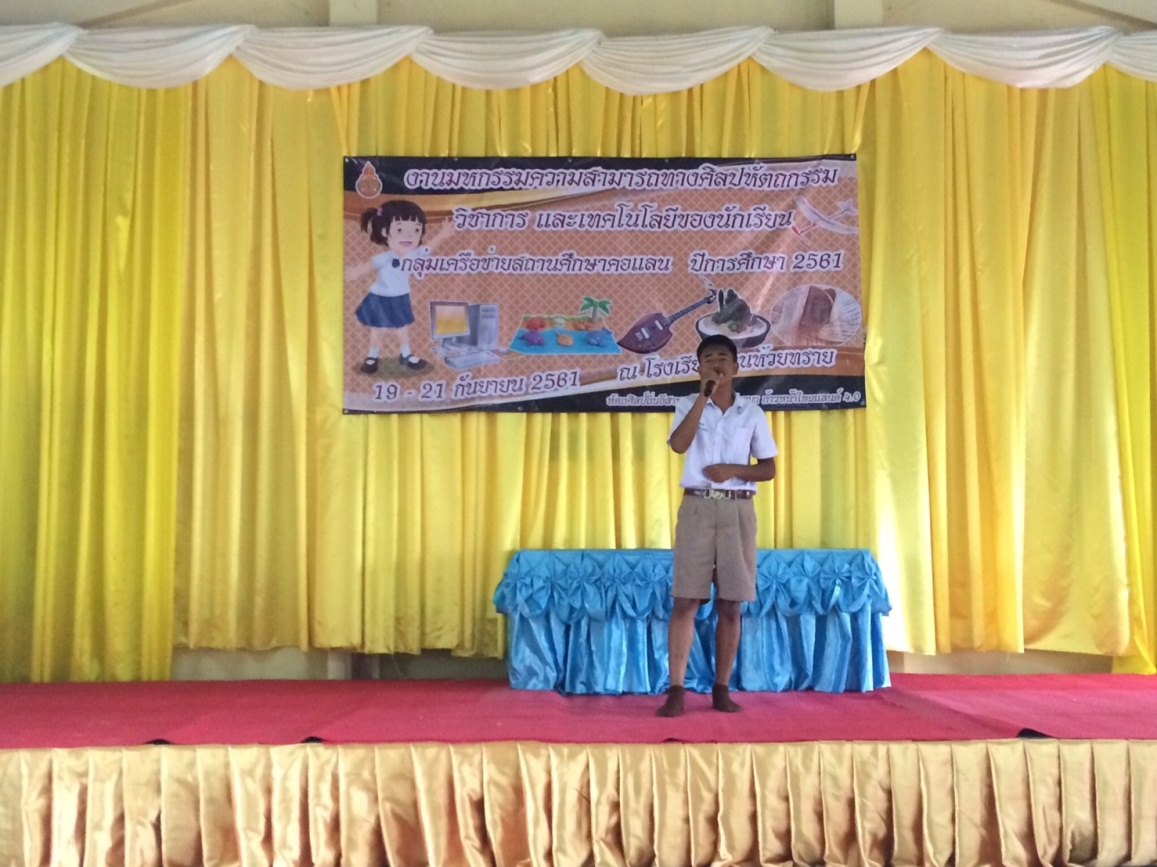 งานมหกรรมความสามารถทางศิลปหัตถกรรม
วิชาการ และเทคโนโลยีของนักเรียน
กลุ่มเครือข่ายสถานศึกษาคอแลน ปีการศึกษา 2561
19 - 21 กันยายน 2561 ณ โรงเรียน
4.0